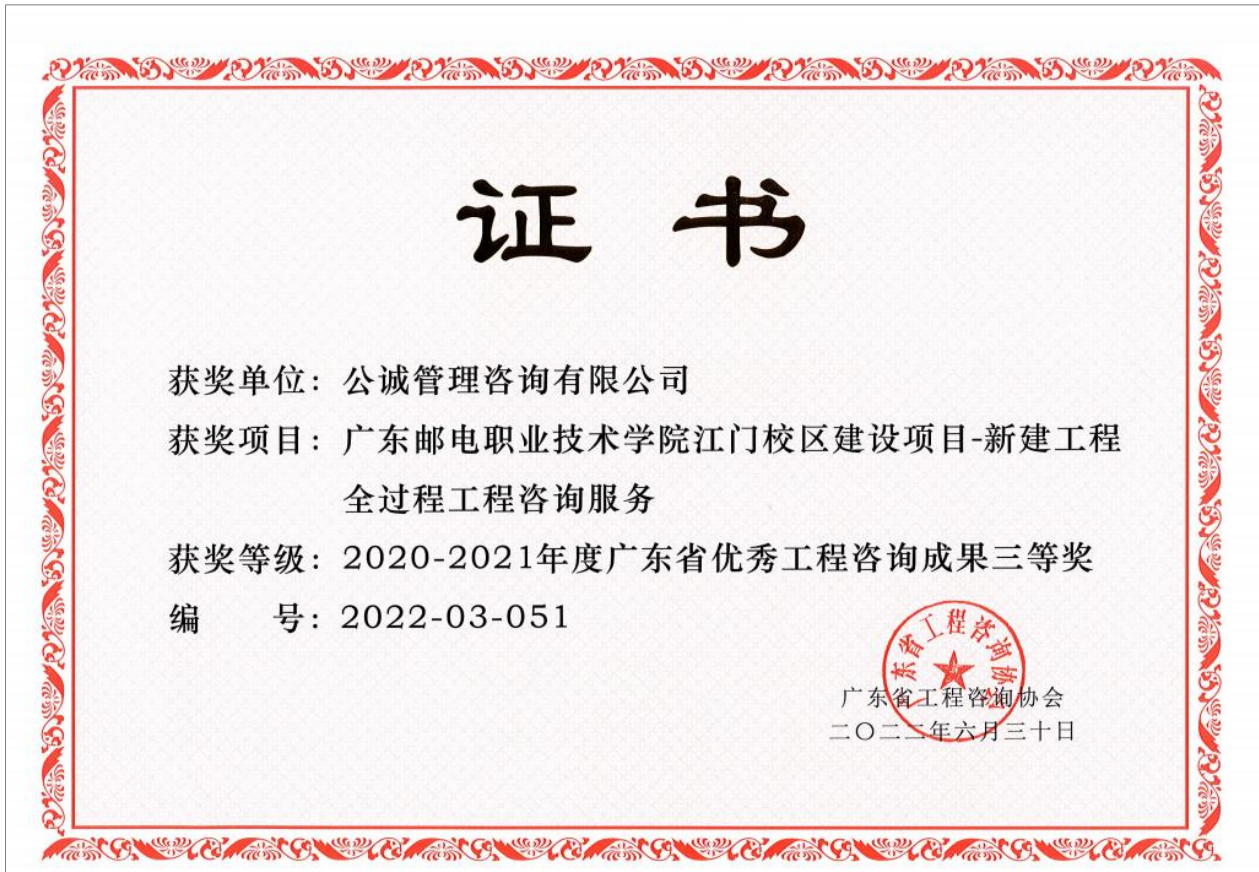 证 书
获奖单位：公诚管理咨询有限公司
获奖项目：广东邮电职业技术学院江门校区建设项目-新建工程
全过程工程咨询服务
获奖等级：2020-2021年度广东省优秀工程咨询成果三等奖
编 号：2022-03-051
广东省工程咨询协会
广东省工程咨询协会
二〇二二年六月三十日